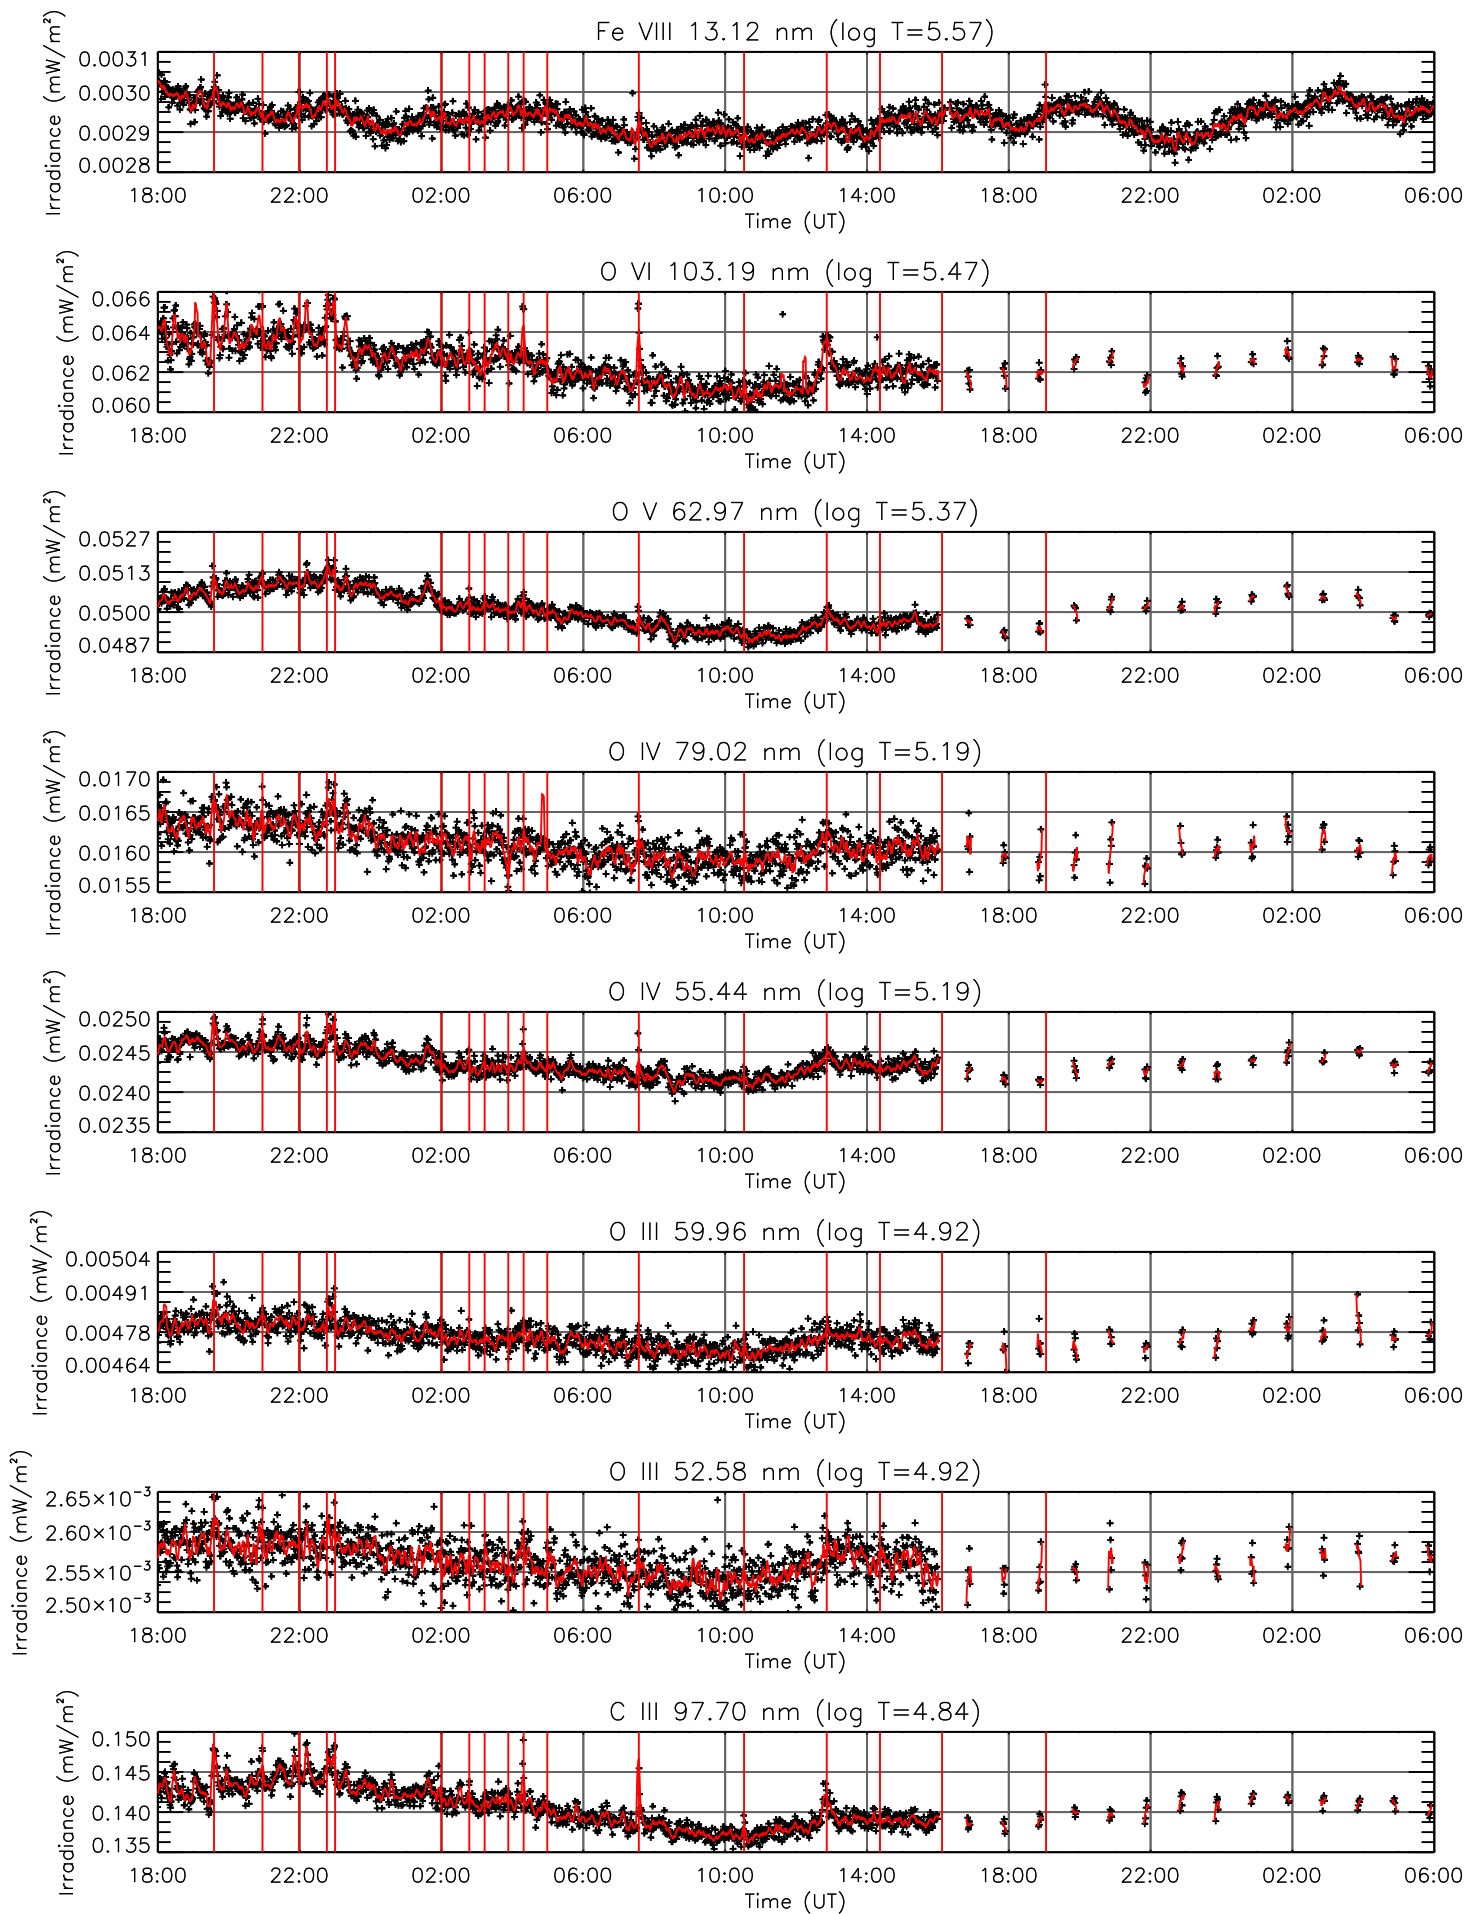 Fe VIII 13.12 nm (log T=5.57)
Irradiance (mW/m²)
0.0031
0.0030
0.0029
0.0028
18:00 22:00 02:00 06:00 10:00 14:00 18:00 22:00 02:00 06:00
Time (UT)
O VI 103.19 nm (log T=5.47)
Irradiance (mW/m²)
0.066
0.064
0.062
0.060
18:00 22:00 02:00 06:00 10:00 14:00 18:00 22:00 02:00 06:00
Time (UT)
O V 62.97 nm (log T=5.37)
Irradiance (mW/m²)
0.0527
0.0513
0.0500
0.0487
18:00 22:00 02:00 06:00 10:00 14:00 18:00 22:00 02:00 06:00
Time (UT)
O IV 79.02 nm (log T=5.19)
Irradiance (mW/m²)
0.0170
0.0165
0.0160
0.0155
18:00 22:00 02:00 06:00 10:00 14:00 18:00 22:00 02:00 06:00
Time (UT)
O IV 55.44 nm (log T=5.19)
Irradiance (mW/m²)
0.0250
0.0245
0.0240
0.0235
18:00 22:00 02:00 06:00 10:00 14:00 18:00 22:00 02:00 06:00
Time (UT)
O III 59.96 nm (log T=4.92)
Irradiance (mW/m²)
0.00504
0.00491
0.00478
0.00464
18:00 22:00 02:00 06:00 10:00 14:00 18:00 22:00 02:00 06:00
Time (UT)
O III 52.58 nm (log T=4.92)
Irradiance (mW/m²)
2.65×10⁻³
2.60×10⁻³
2.55×10⁻³
2.50×10⁻³
18:00 22:00 02:00 06:00 10:00 14:00 18:00 22:00 02:00 06:00
Time (UT)
C III 97.70 nm (log T=4.84)
Irradiance (mW/m²)
0.150
0.145
0.140
0.135
18:00 22:00 02:00 06:00 10:00 14:00 18:00 22:00 02:00 06:00
Time (UT)